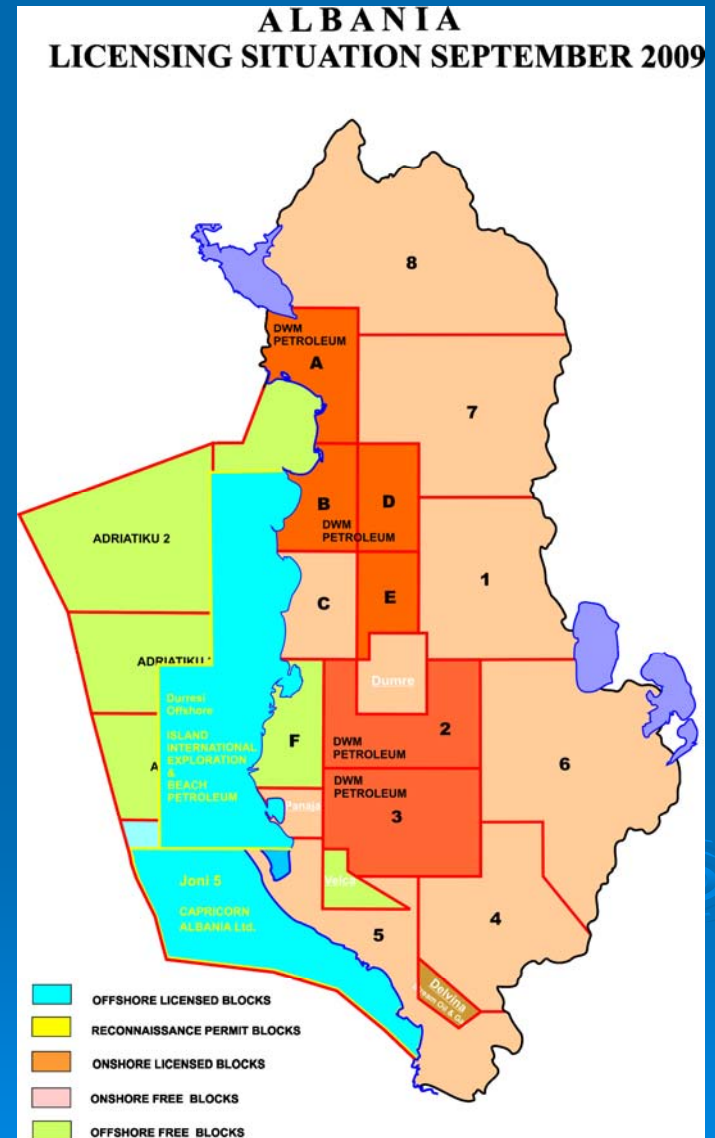 ALBANIA
LICENSING SITUATION SEPTEMBER 2009
8
DWM
PETROLEUM
A
7
B
D
DWM
PETROLEUM
ADRIATIKU 2
C
E
1
ADRIATIKU
Dumre
Durresi
Offshore
ISLAND
INTERNATIONAL
EXPLORATION
&
BEACH
PETROLEUM
F
2
DWM
PETROLEUM
6
A
DWM
PETROLEUM
3
Panaja
Joni 5
CAPRICORN
ALBANIA Ltd.
5
4
Delvina
OFFSHORE LICENSED BLOCKS
RECONNAISSANCE PERMIT BLOCKS
ONSHORE LICENSED BLOCKS
ONSHORE FREE BLOCKS
OFFSHORE FREE BLOCKS